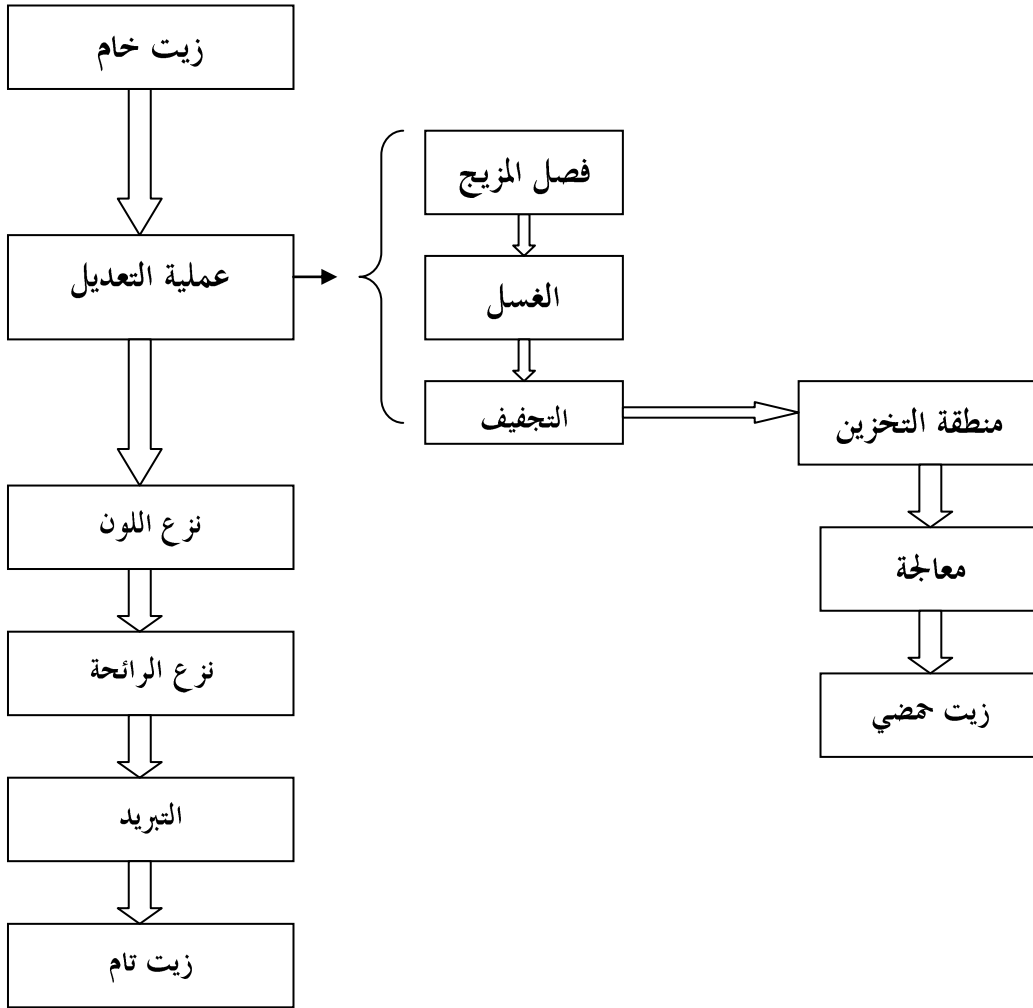 زيت خام
عملية التعديل
فصل المزيج
الغسل
التجفيف
منطقة التخزين
معالجة
زيت حمضي
نزع اللون
نزع الرائحة
التبريد
زيت تام